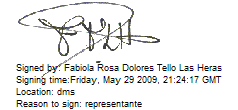 Signed by: Fabiola Rosa Dolores Tello Las Heras
Signing time:Friday, May 29 2009, 21:24:17 GMT
Location: dms
Reason to sign: representante